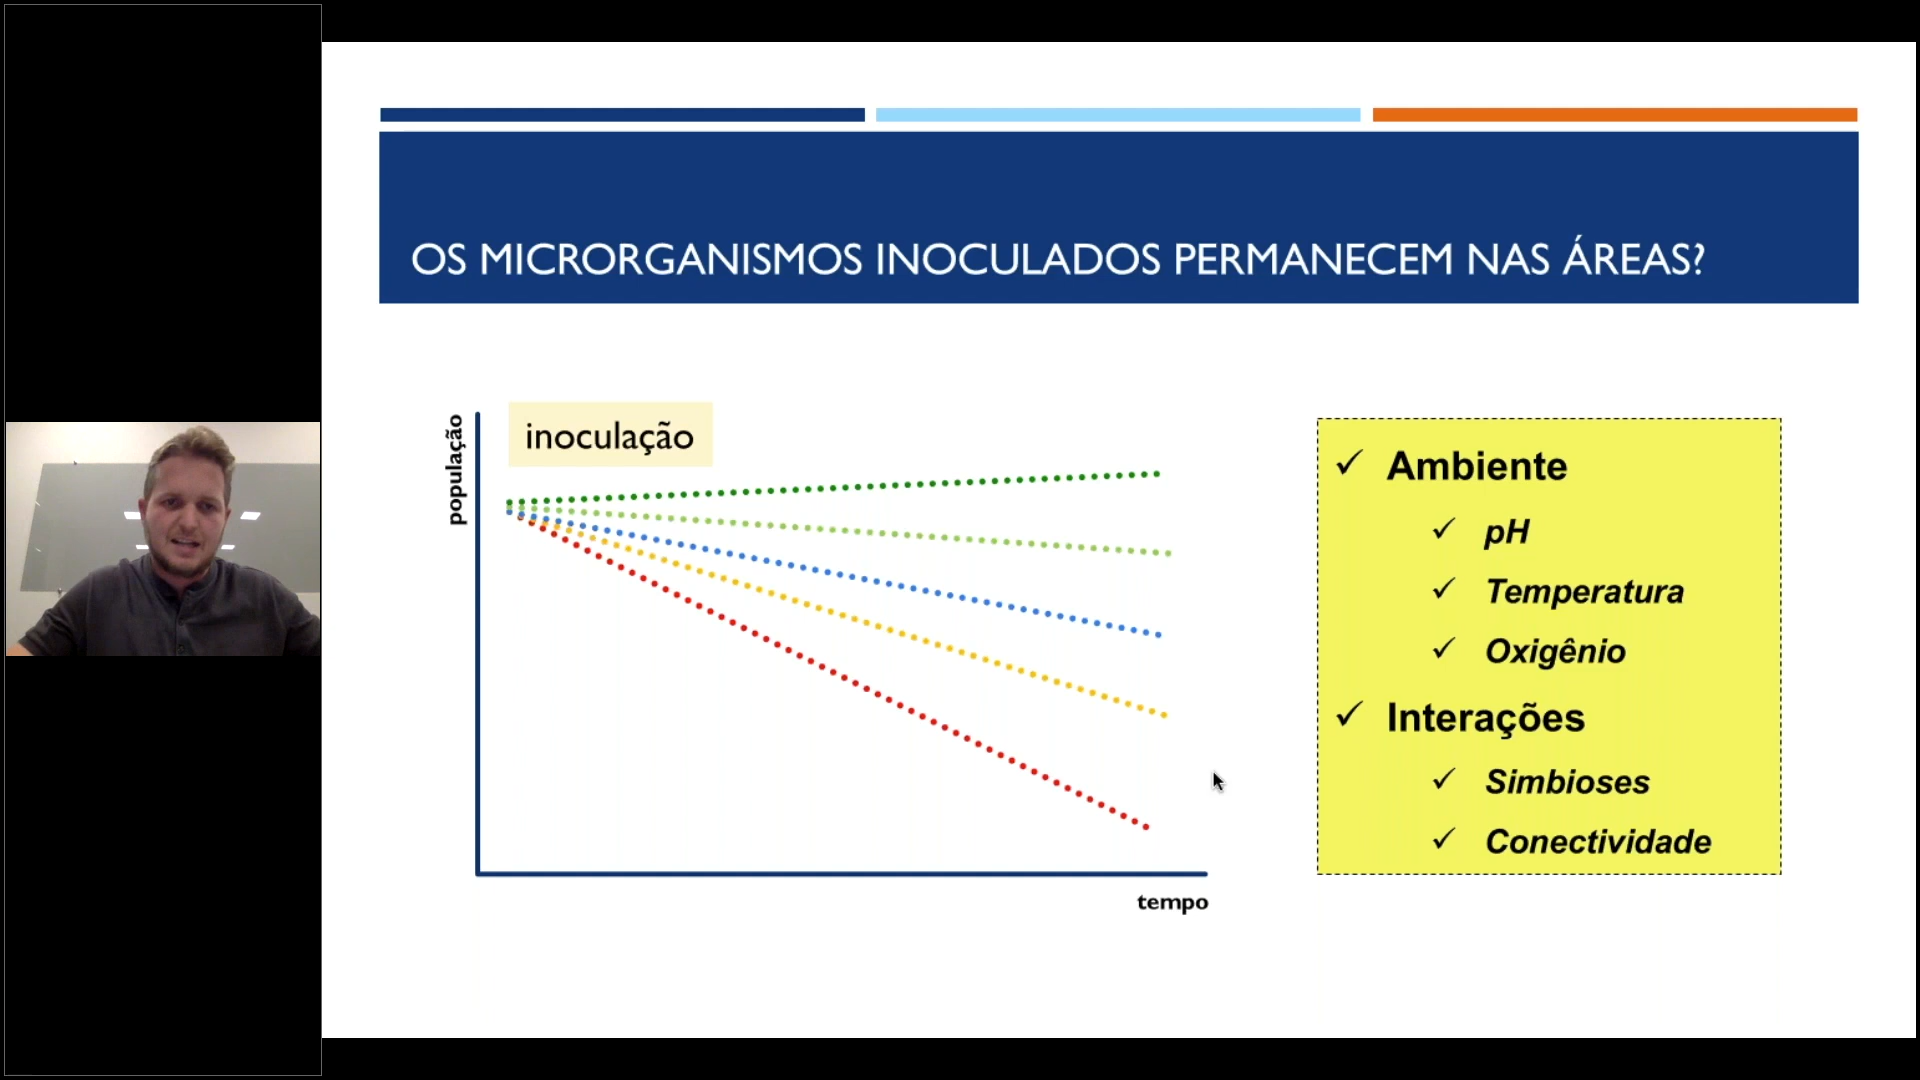 OS MICRORGANISMOS INOCULADOS PERMANECEM NAS ÁREAS?
população
inoculação
tempo
Ambiente
pH
Temperatura
Oxigênio
Interações
Simbioses
Conectividade